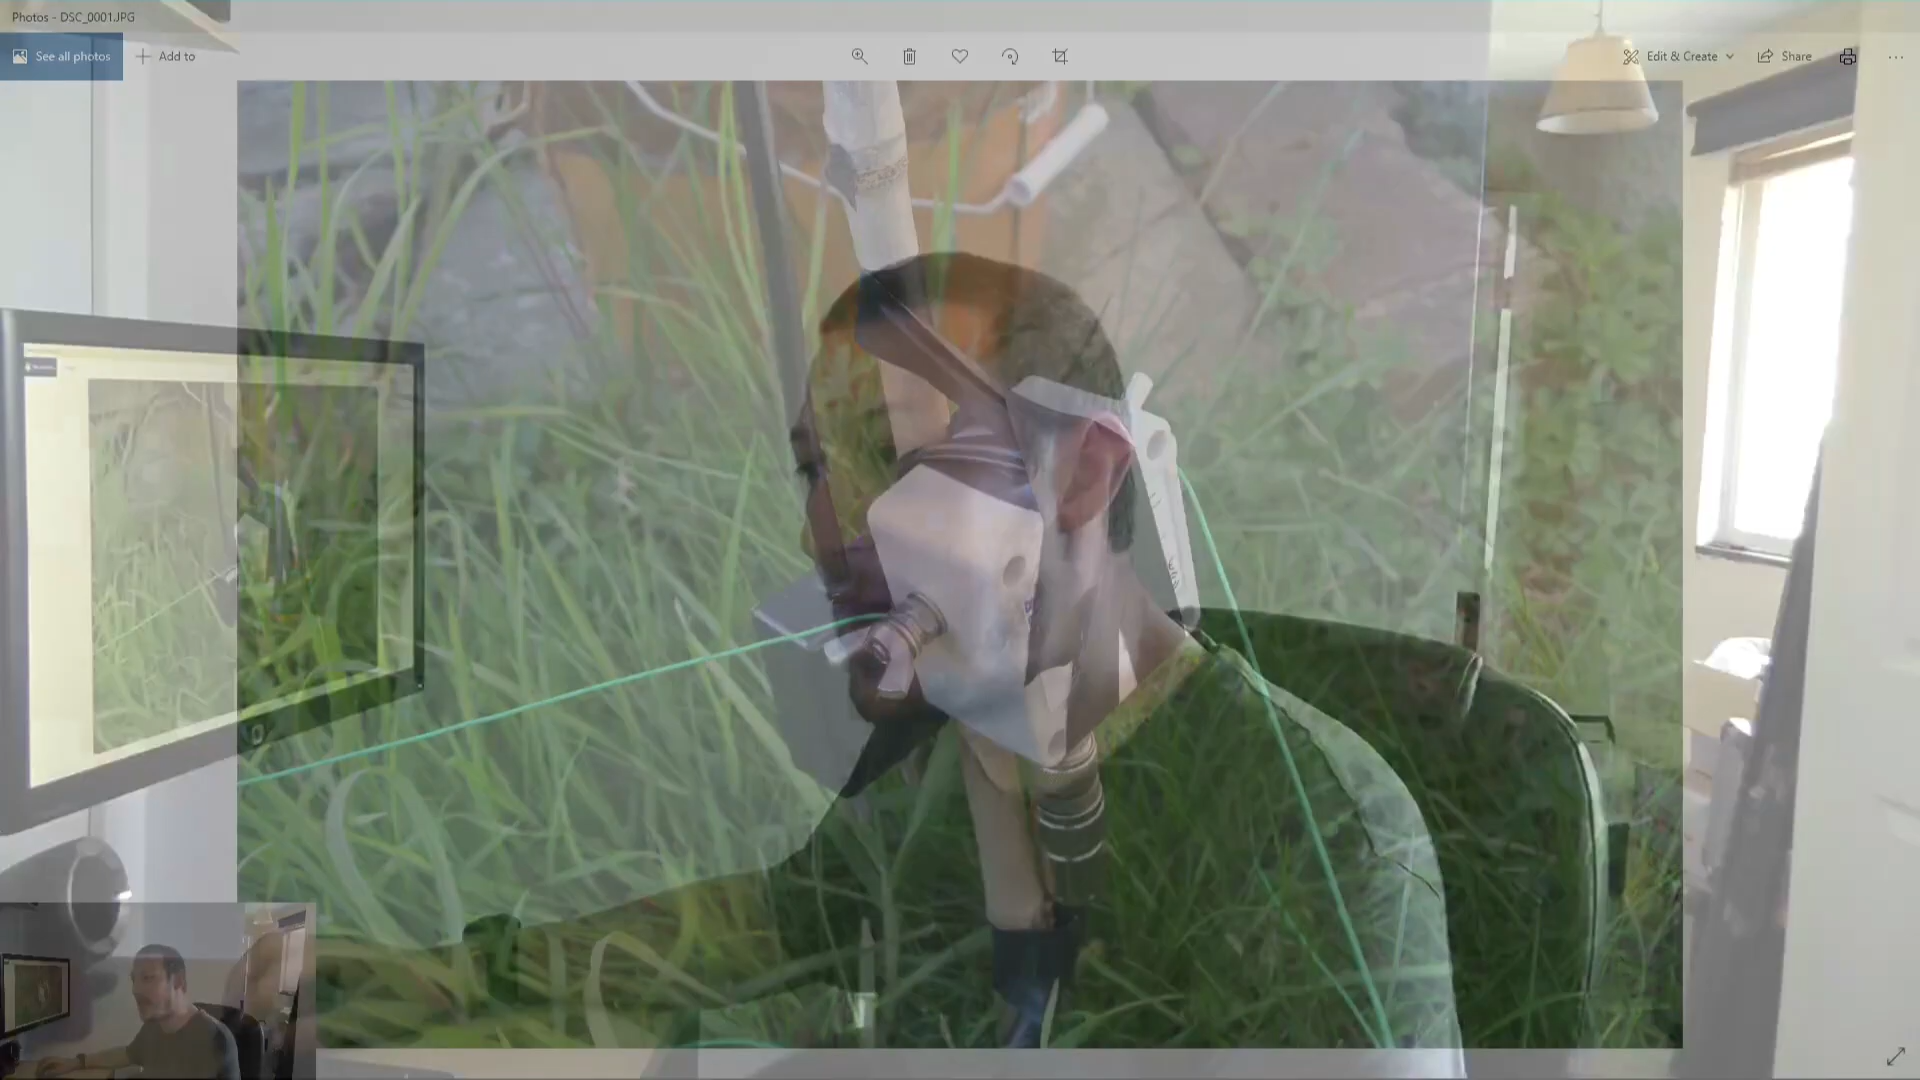 Photos - DSC_0001.JPG
See all photos
Add to
Edit & Create
Share